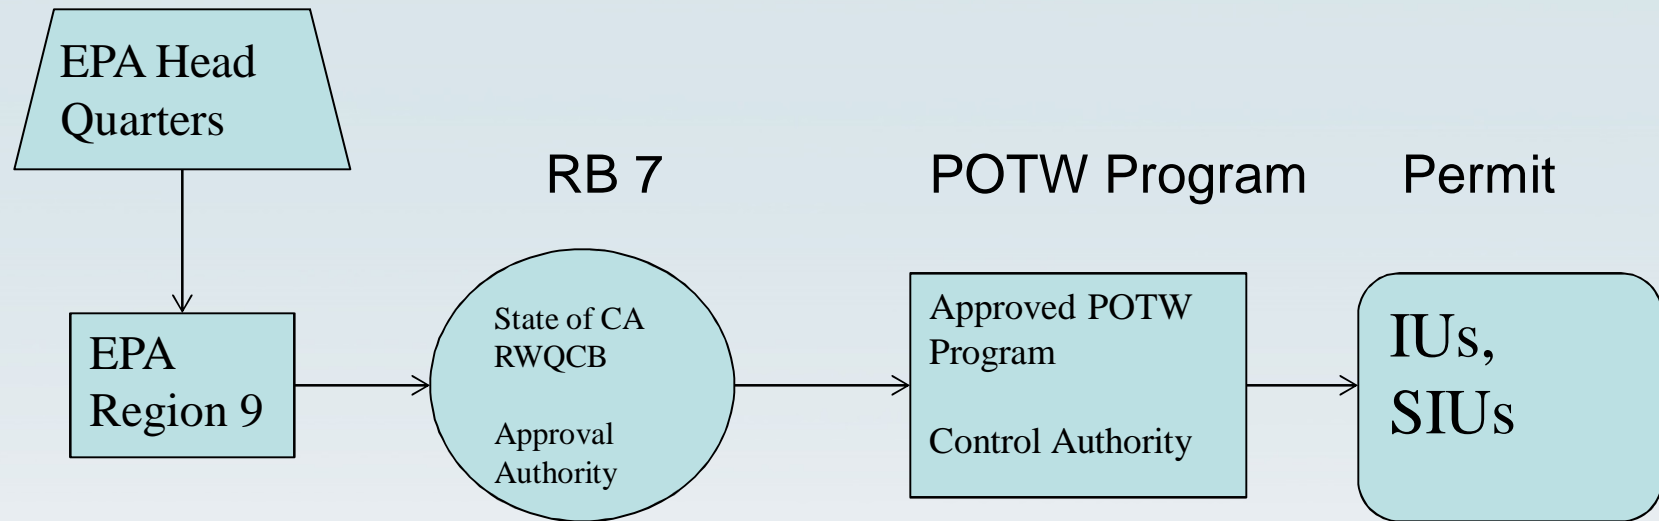 EPA Head
Quarters
RB 7
POTW Program
Permit
EPA
Region 9
State of CA
RWQCB
Approval
Authority
Approved POTW
Program
Control Authority
IUs,
SIUs